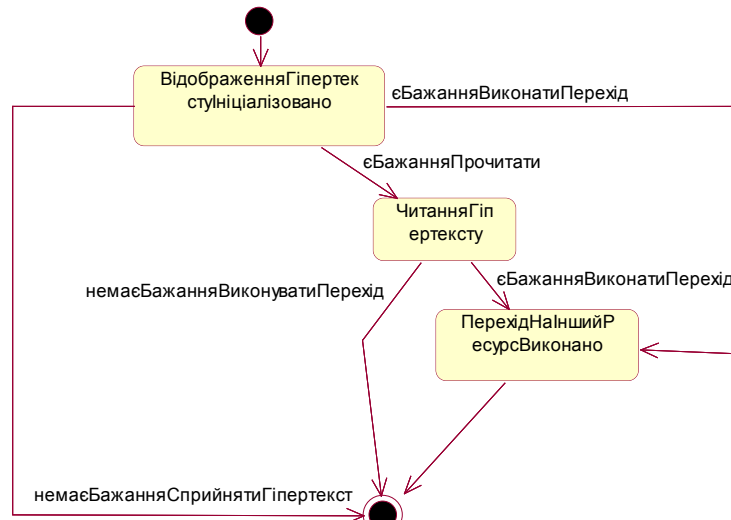 ВідображенняГіпертек
стуІніціалізовано
єБажанняВиконатиПерехід
єБажанняПрочитати
ЧитанняГіп
ертексту
немаєБажанняВиконуватиПерехід
єБажанняВиконатиПерехід
ПерехідНаІншийР
есурсВиконано
немаєБажанняСприйнятиГіпертекст